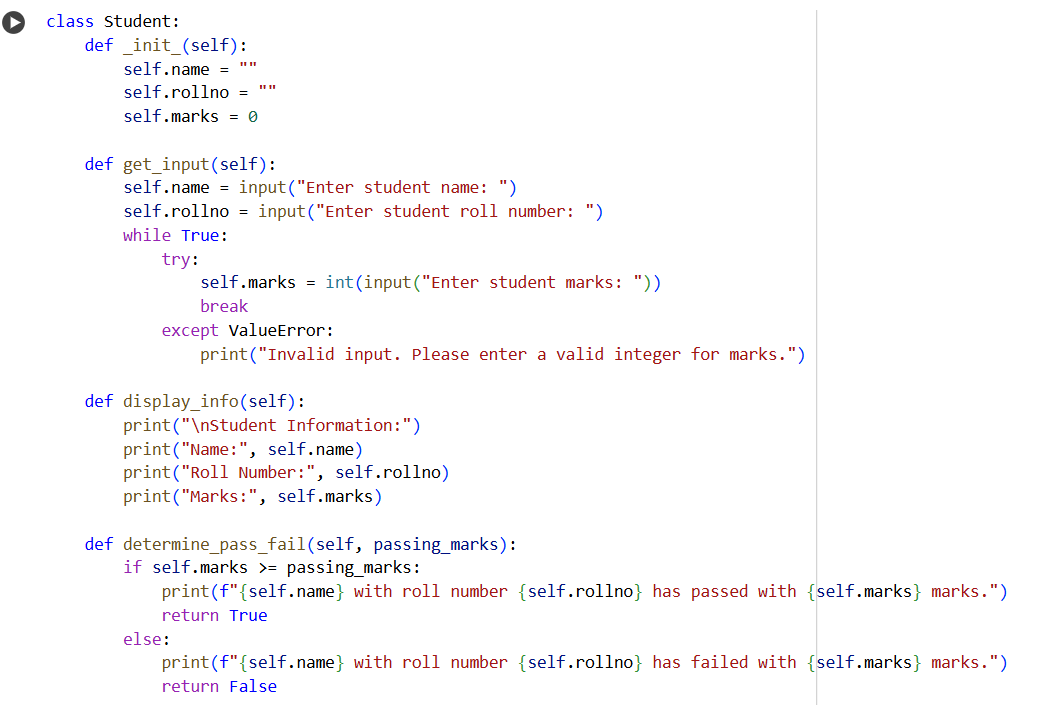 class Student:
    def _init_(self):
        self.name = ""
        self.rollno = ""
        self.marks = 0

    def get_input(self):
        self.name = input("Enter student name: ")
        self.rollno = input("Enter student roll number: ")
        while True:
            try:
                self.marks = int(input("Enter student marks: "))
                break
            except ValueError:
                print("Invalid input. Please enter a valid integer for marks.")

    def display_info(self):
        print("\nStudent Information:")
        print("Name:", self.name)
        print("Roll Number:", self.rollno)
        print("Marks:", self.marks)

    def determine_pass_fail(self, passing_marks):
        if self.marks >= passing_marks:
            print(f"{self.name} with roll number {self.rollno} has passed with {self.marks} marks.")
            return True
        else:
            print(f"{self.name} with roll number {self.rollno} has failed with {self.marks} marks.")
            return False